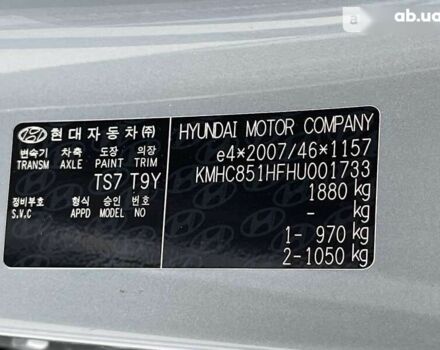 ab.ua
현대자동차㈜
변속기 차축 도장 의장
TRANSM AXLE PAINT TRIM
TS7 T9Y
정비부호 형식 승인 번호
S.V.C APPD MODEL NO
HYUNDAI MOTOR COMPANY
e4*2007/46*1157
KMHC851HFHU001733
1880 kg
- kg
1- 970 kg
2-1050 kg